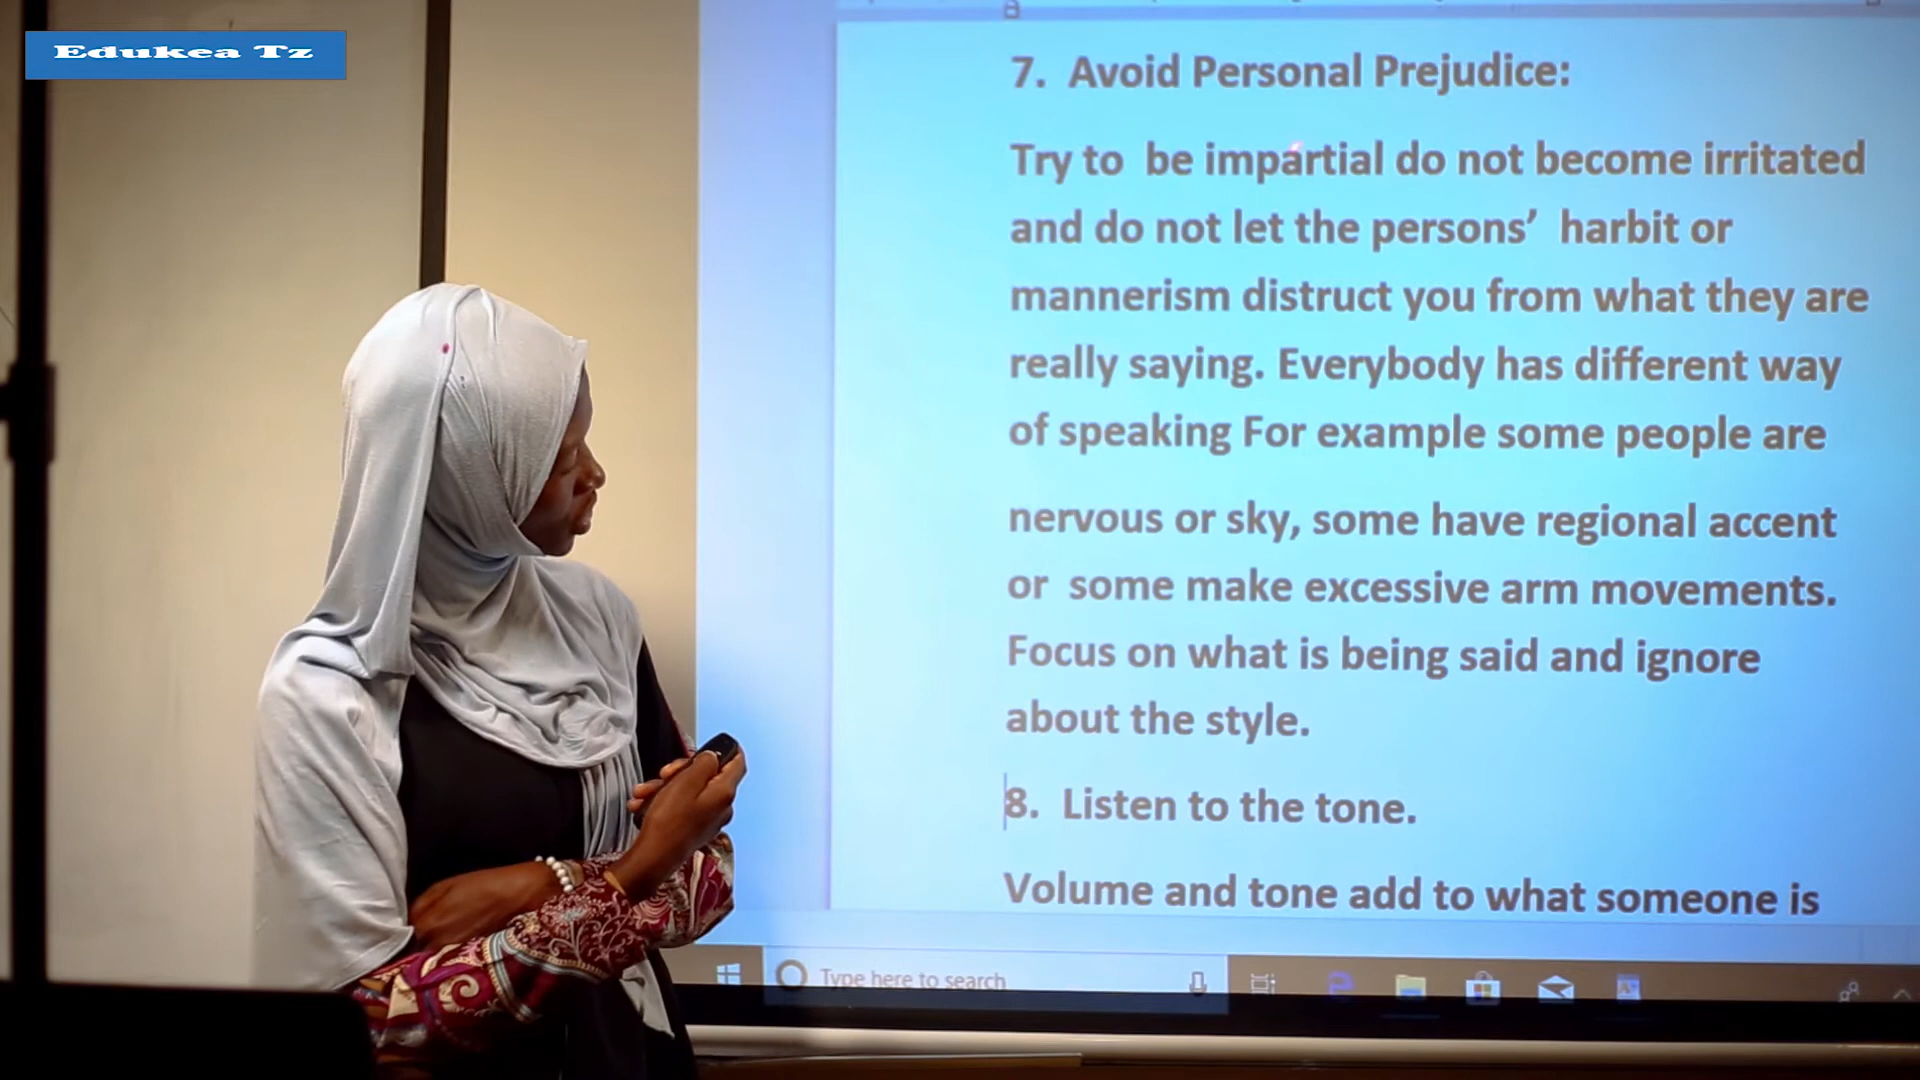 Edukea Tz
7. Avoid Personal Prejudice:
Try to be impartial do not become irritated
and do not let the persons’ harbit or
mannerism distruct you from what they are
really saying. Everybody has different way
of speaking For example some people are
nervous or sky, some have regional accent
or some make excessive arm movements.
Focus on what is being said and ignore
about the style.
8. Listen to the tone.
Volume and tone add to what someone is
Type here to search